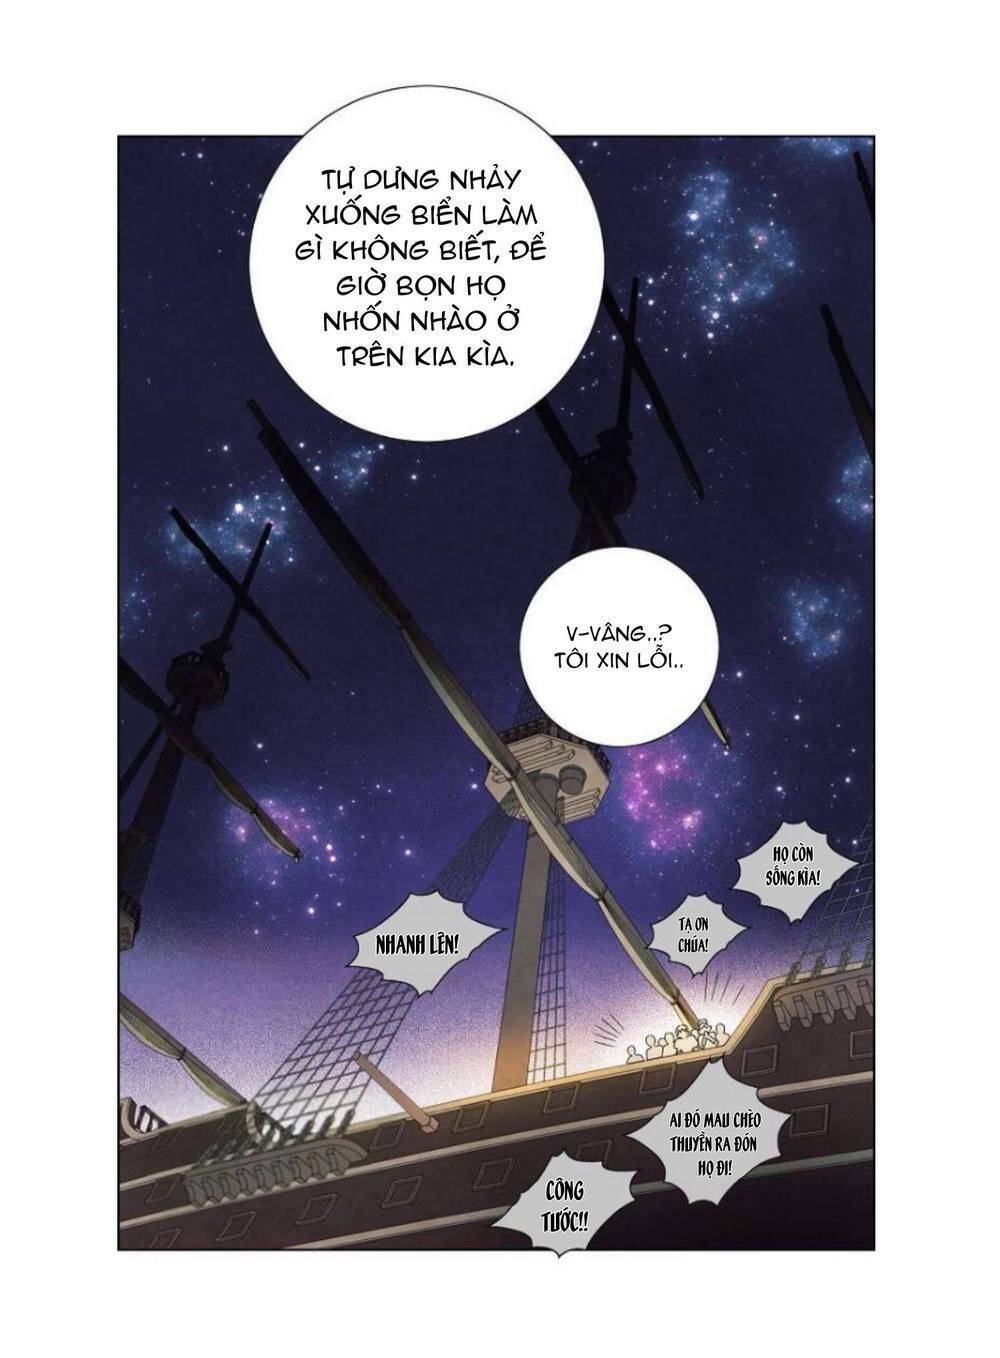 TỰ DƯNG NHẢY
XUỐNG BIỂN LÀM
GÌ KHÔNG BIẾT, ĐỂ
GIỜ BỌN HỌ
NHỐN NHÀO Ở
TRÊN KIA KÌA.
V-VÂNG..?
TÔI XIN LỖI..
HỌ CÒN
SỐNG KÌA!
TẠ ƠN
CHÚA!
NHANH LÊN!
AI ĐÓ MAU CHÈO
THUYỀN RA ĐÓN
HỌ ĐI!
CÔNG
TƯỚC!!